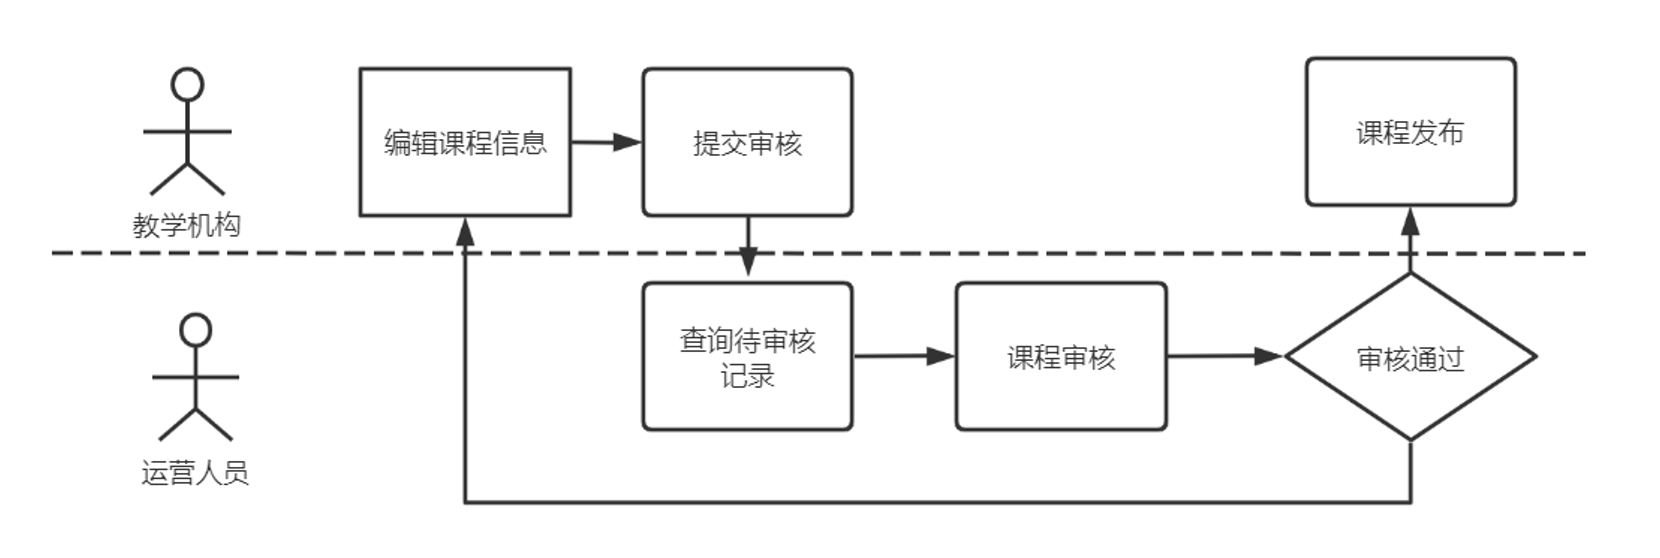 教学机构
编辑课程信息
提交审核
课程发布
运营人员
查询待审核
记录
课程审核
审核通过